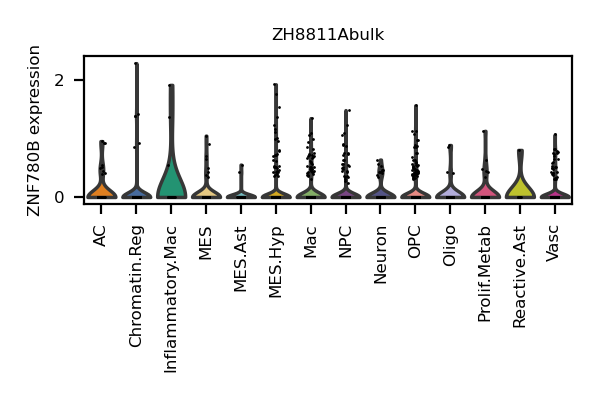 ZH8811Abulk
ZNF780B expression
2
0
AC
Chromatin.Reg
Inflammatory.Mac
MES
MES.Ast
MES.Hyp
Mac
NPC
Neuron
OPC
Oligo
Prolif.Metab
Reactive.Ast
Vasc